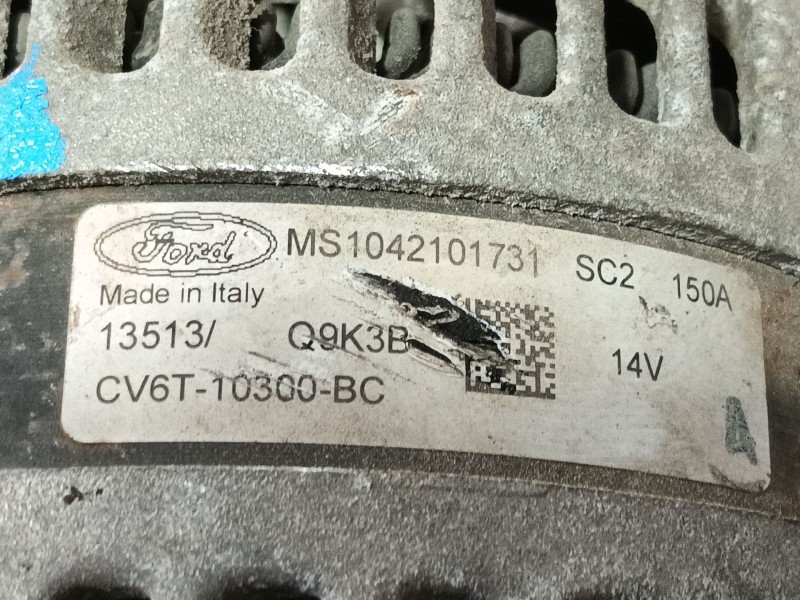 Ford MS1042101731 SC2 150A
Made in Italy
13513/ Q9K3B 14V
CV6T-10300-BC A